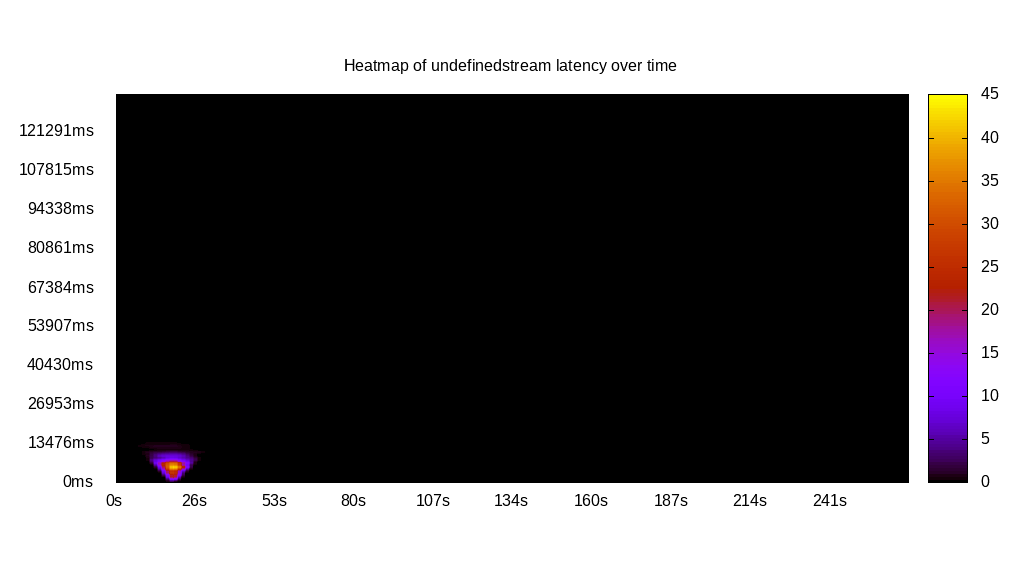 Heatmap of undefinedstream latency over time
121291ms
107815ms
94338ms
80861ms
67384ms
53907ms
40430ms
26953ms
13476ms
0ms
0s 26s 53s 80s 107s 134s 160s 187s 214s 241s
45
40
35
30
25
20
15
10
5
0